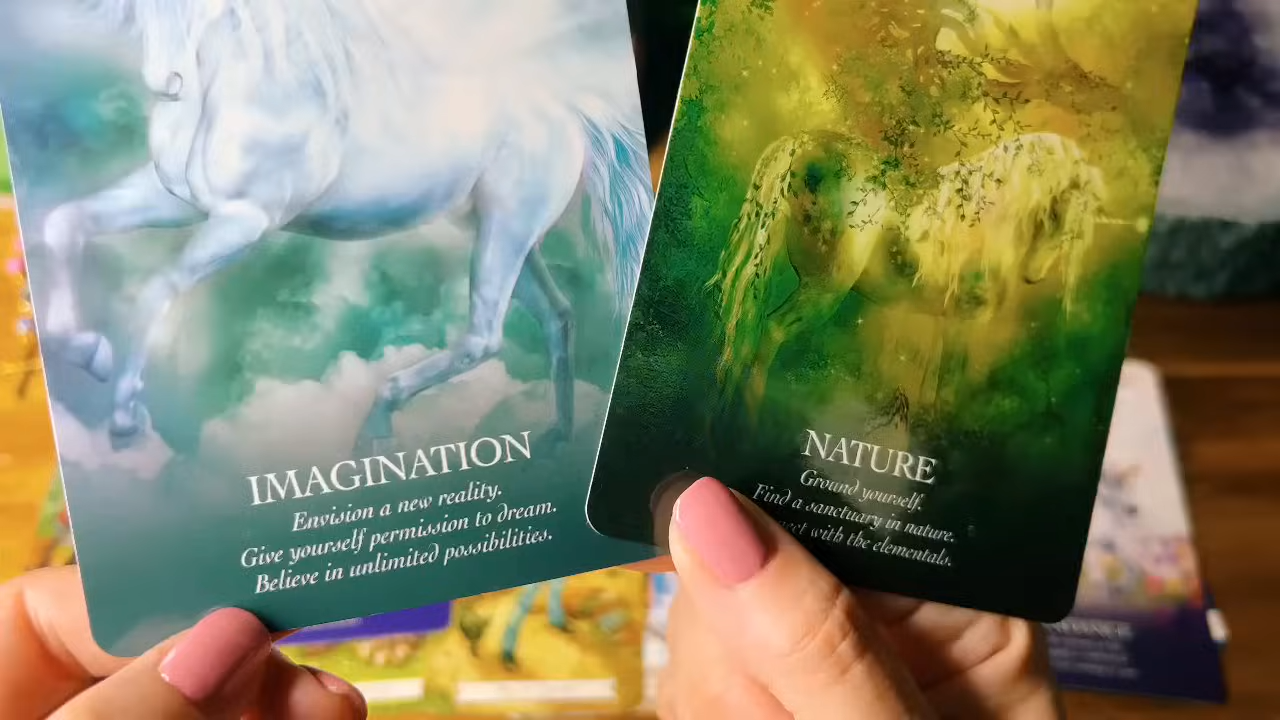 IMAGINATION
Envision a new reality.
Give yourself permission to dream.
Believe in unlimited possibilities.
NATURE
Ground yourself.
Find a sanctuary in nature.
with the elementals.